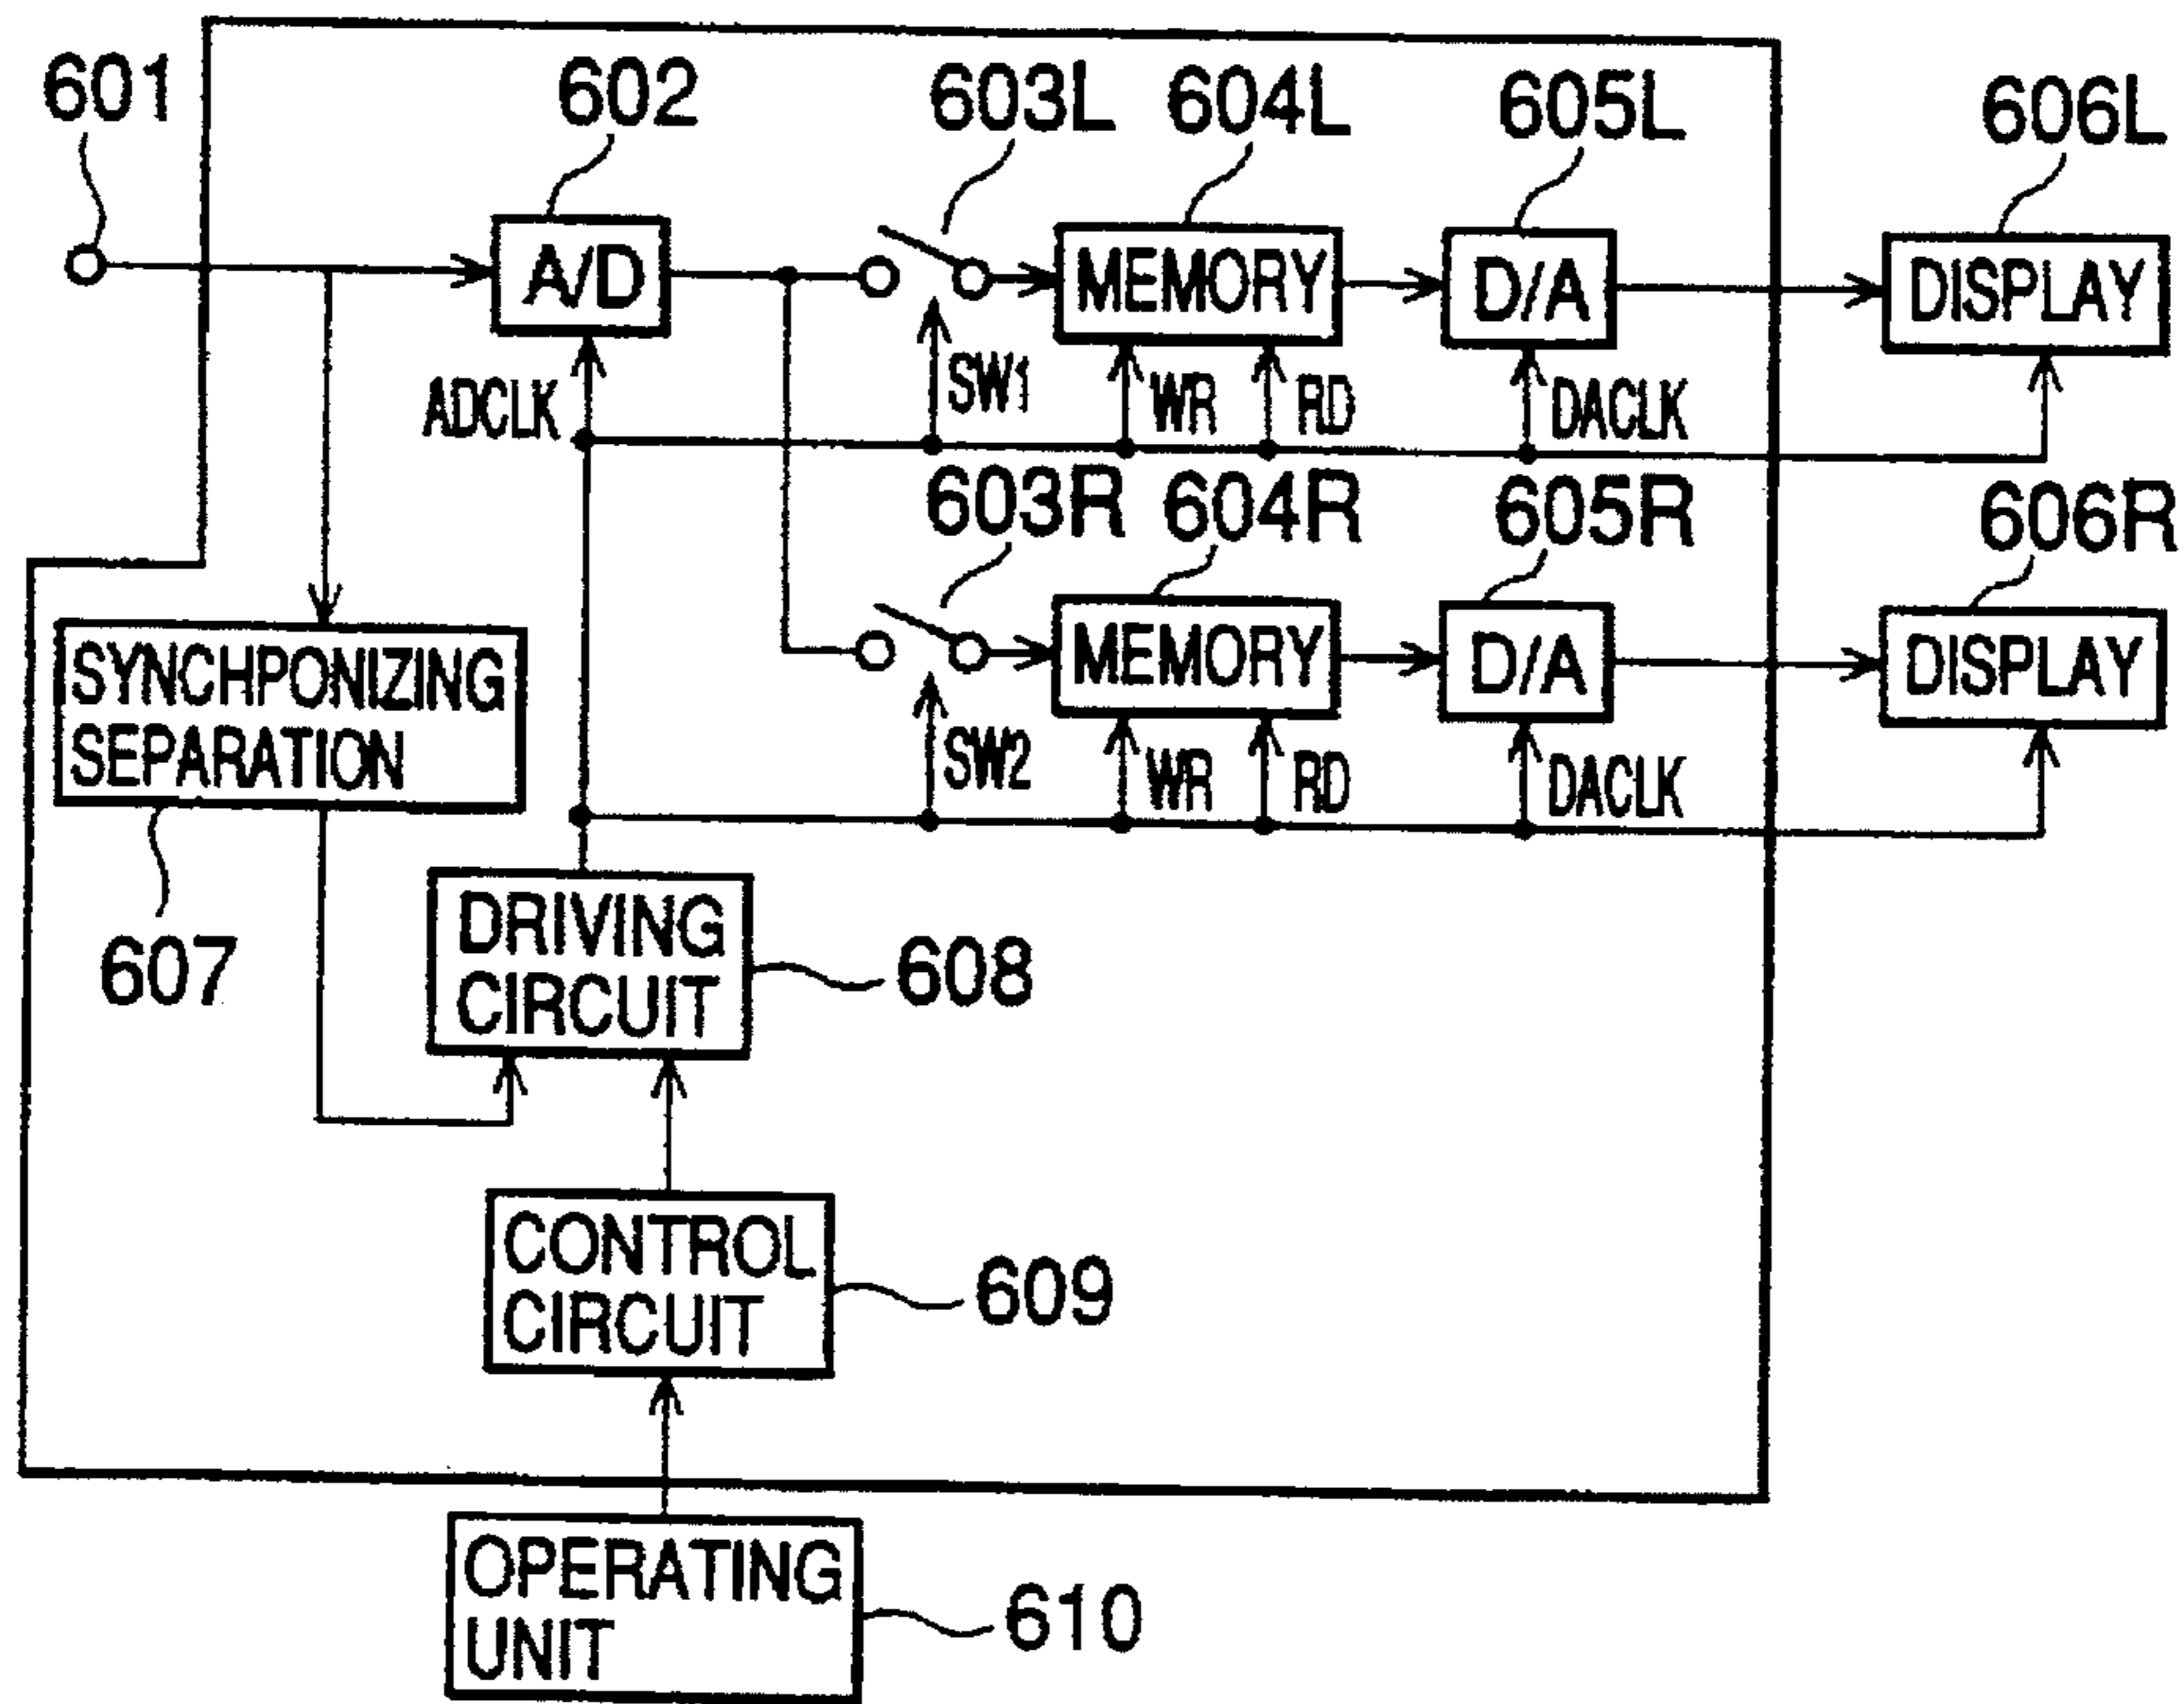 601
602
603L
604L
605L
606L
A/D
MEMORY
D/A
DISPLAY
ADCLK
SW1
WR
RD
DACLK
603R
604R
605R
606R
SYNCHPONIZING
SEPARATION
MEMORY
D/A
DISPLAY
SW2
WR
RD
DACLK
607
DRIVING
CIRCUIT
608
CONTROL
CIRCUIT
609
OPERATING
UNIT
610